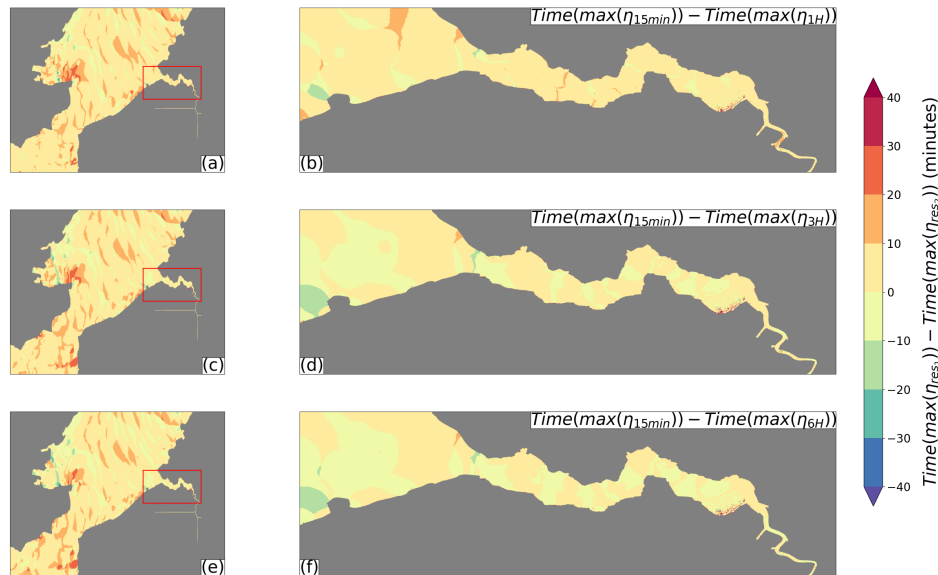 (a)
(b)
Time(max(η15min)) − Time(max(η1H))
(c)
(d)
Time(max(η15min)) − Time(max(η3H))
(e)
(f)
Time(max(η15min)) − Time(max(η6H))
40
30
20
10
0
−10
−20
−30
−40
Time(max(ηres1)) − Time(max(ηres2)) (minutes)